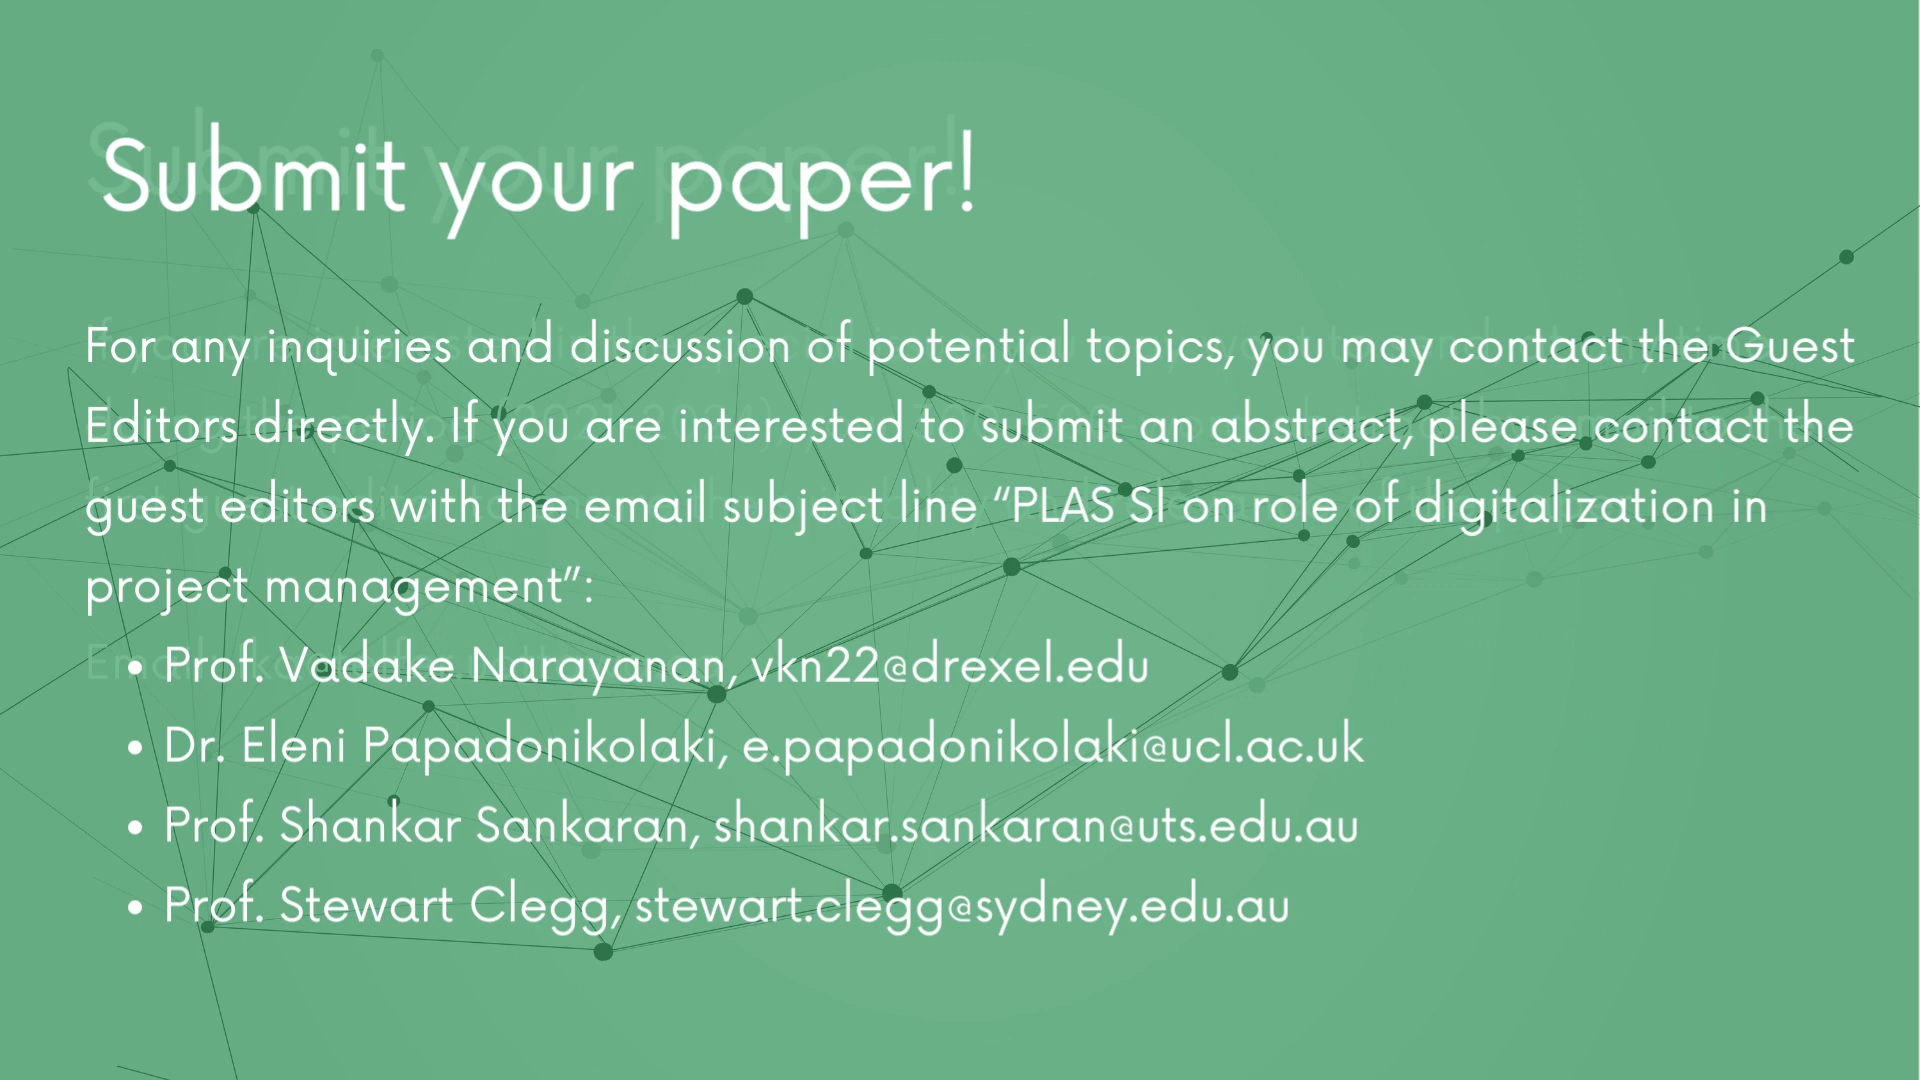 Submit your paper!
For any inquiries and discussion of potential topics, you may contact the Guest
Editors directly. If you are interested to submit an abstract, please contact the
guest editors with the email subject line “PLAS SI on role of digitalization in
project management”:
• Prof. Vadake Narayanan, vkn22@drexel.edu
• Dr. Eleni Papadonikolaki, e.papadonikolaki@ucl.ac.uk
• Prof. Shankar Sankaran, shankar.sankaran@uts.edu.au
• Prof. Stewart Clegg, stewart.clegg@sydney.edu.au